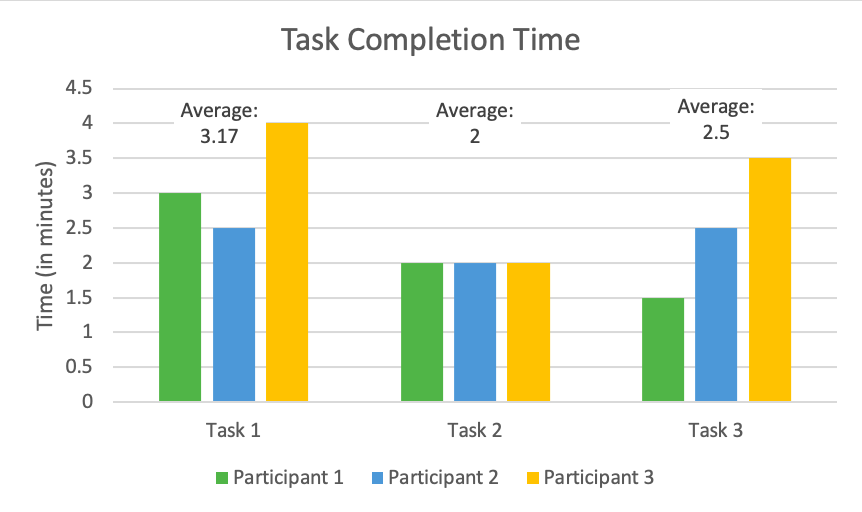 Task Completion Time
Time (in minutes)
4.5
4
3.5
3
2.5
2
1.5
1
0.5
0
Average:
3.17
Average:
2
Average:
2.5
Task 1
Task 2
Task 3
Participant 1
Participant 2
Participant 3